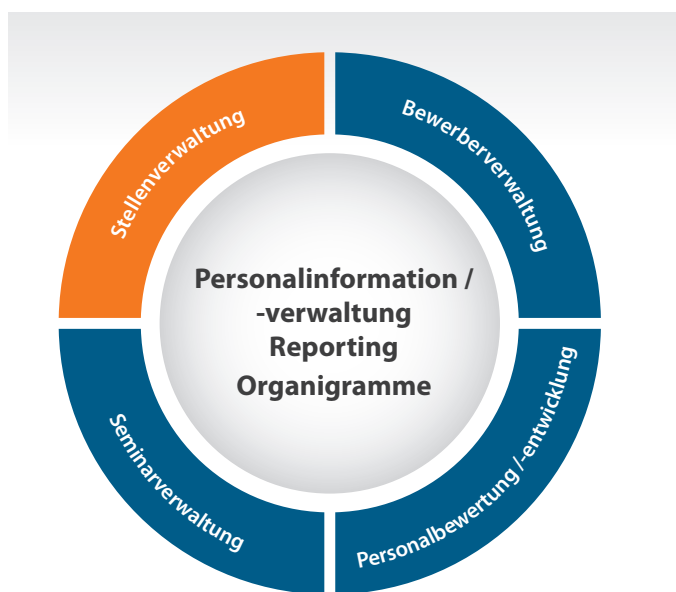 Stellenverwaltung
Bewerberverwaltung
Personalinformation /
-verwaltung
Reporting
Organigramme
Seminarverwaltung
Personalbewertung /-entwicklung